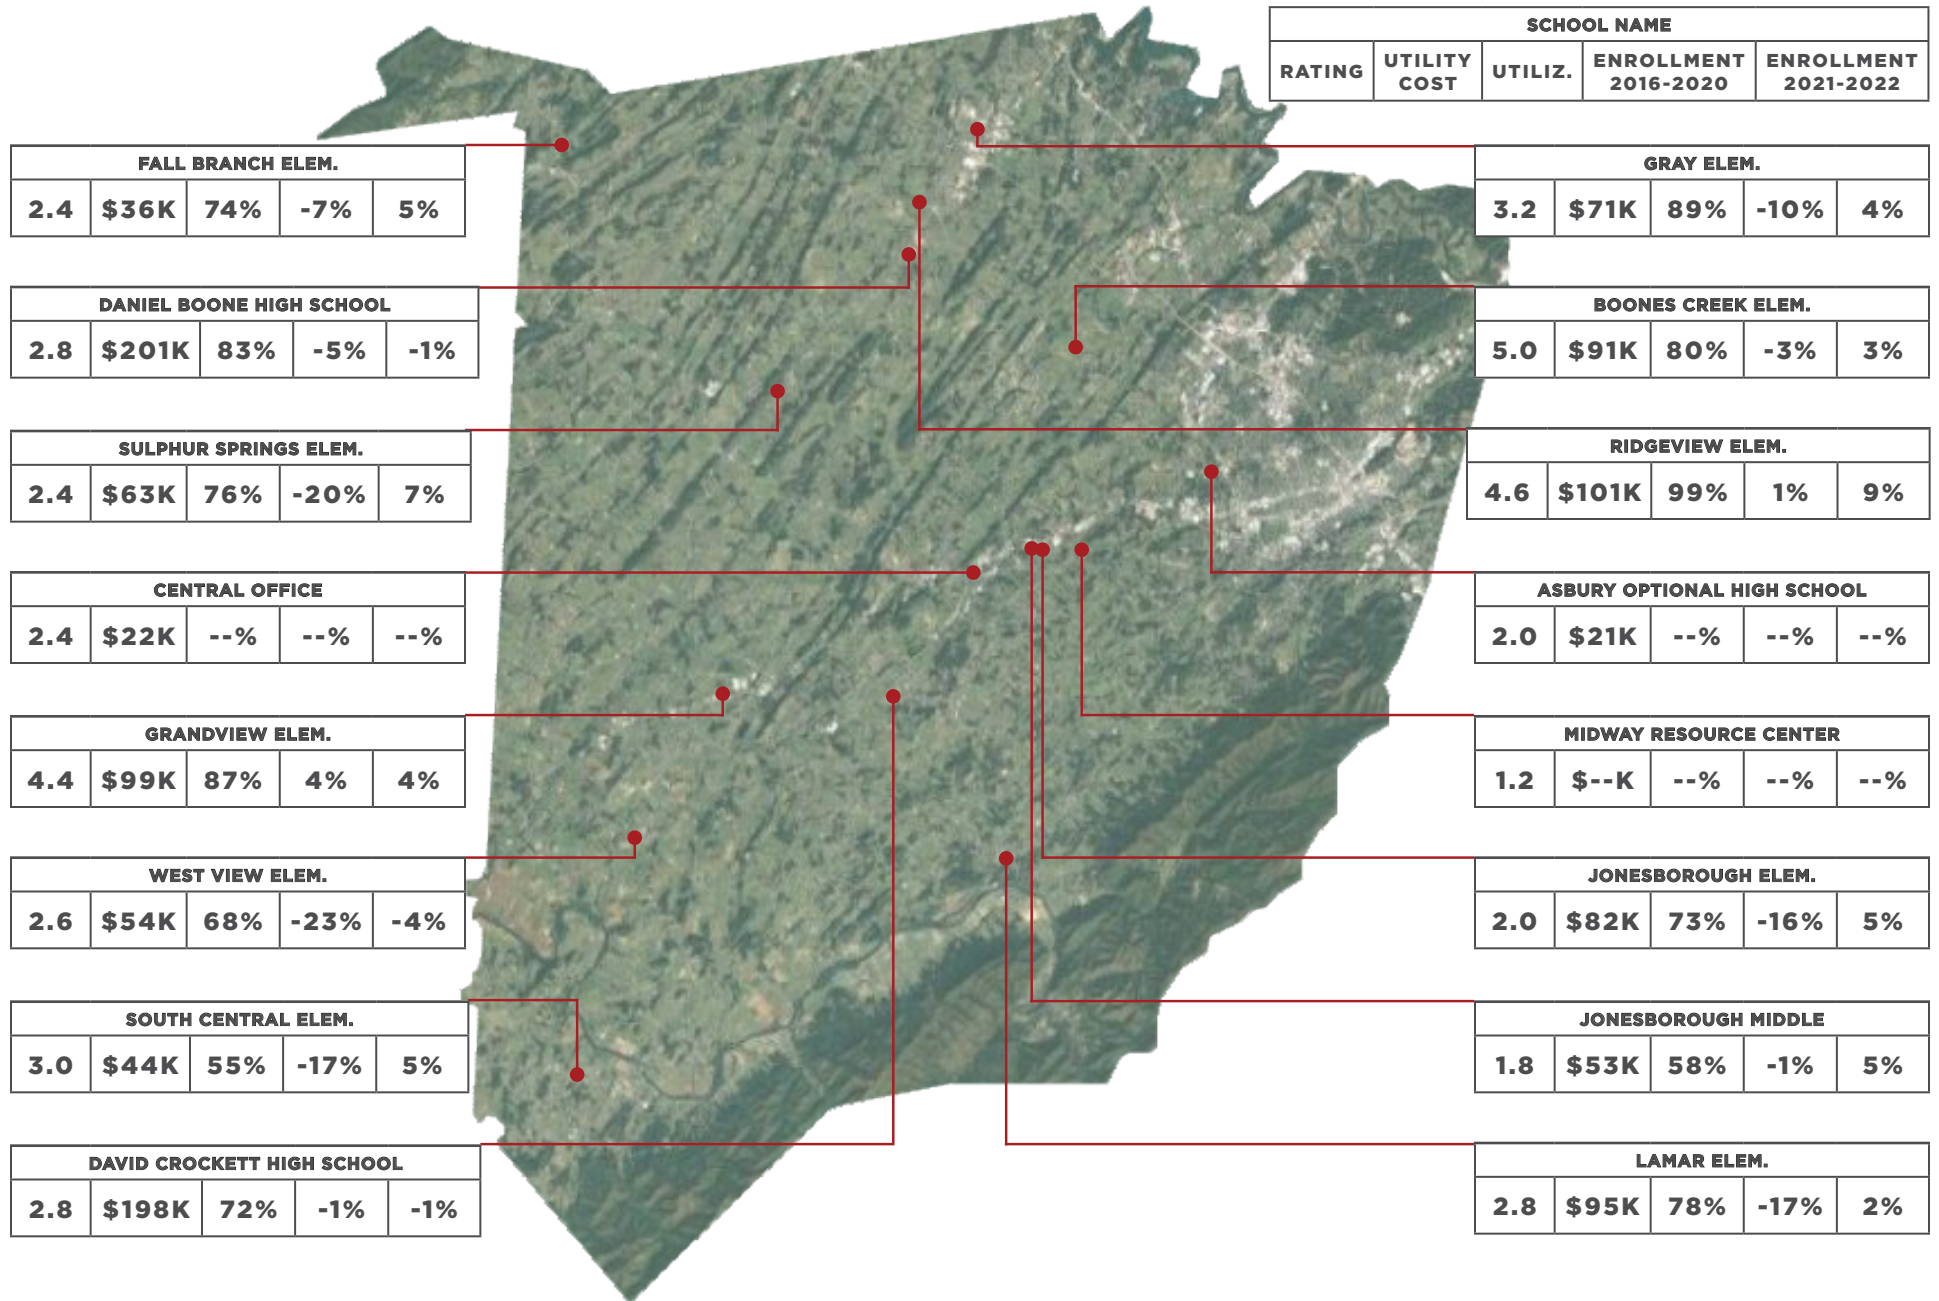 SCHOOL NAME
RATING UTILITY COST UTILIZ. ENROLLMENT 2016-2020 ENROLLMENT 2021-2022
FALL BRANCH ELEM.
2.4 $36K 74% -7% 5%
DANIEL BOONE HIGH SCHOOL
2.8 $201K 83% -5% -1%
SULPHUR SPRINGS ELEM.
2.4 $63K 76% -20% 7%
CENTRAL OFFICE
2.4 $22K --% --% --%
GRANDVIEW ELEM.
4.4 $99K 87% 4% 4%
WEST VIEW ELEM.
2.6 $54K 68% -23% -4%
SOUTH CENTRAL ELEM.
3.0 $44K 55% -17% 5%
DAVID CROCKETT HIGH SCHOOL
2.8 $198K 72% -1% -1%
GRAY ELEM.
3.2 $71K 89% -10% 4%
BOONES CREEK ELEM.
5.0 $91K 80% -3% 3%
RIDGEVIEW ELEM.
4.6 $101K 99% 1% 9%
ASBURY OPTIONAL HIGH SCHOOL
2.0 $21K --% --% --%
MIDWAY RESOURCE CENTER
1.2 $--K --% --% --%
JONESBOROUGH ELEM.
2.0 $82K 73% -16% 5%
JONESBOROUGH MIDDLE
1.8 $53K 58% -1% 5%
LAMAR ELEM.
2.8 $95K 78% -17% 2%